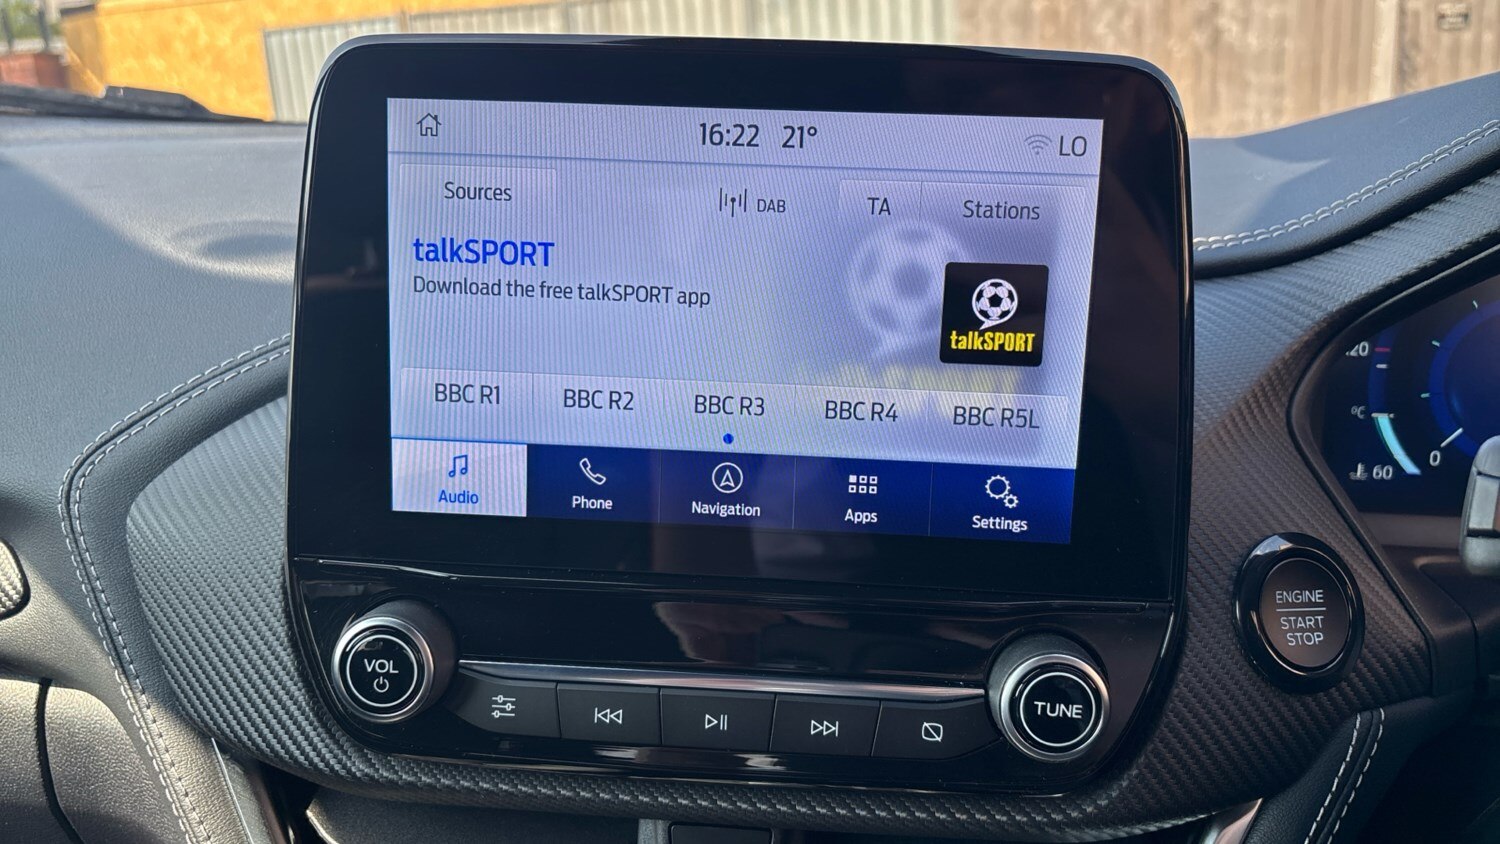 16:22 21° LO
Sources DAB TA Stations
talkSPORT
Download the free talkSPORT app
talkSPORT
BBC R1 BBC R2 BBC R3 BBC R4 BBC R5L
Audio Phone Navigation Apps Settings
VOL
TUNE
ENGINE
START
STOP
°C
60
0